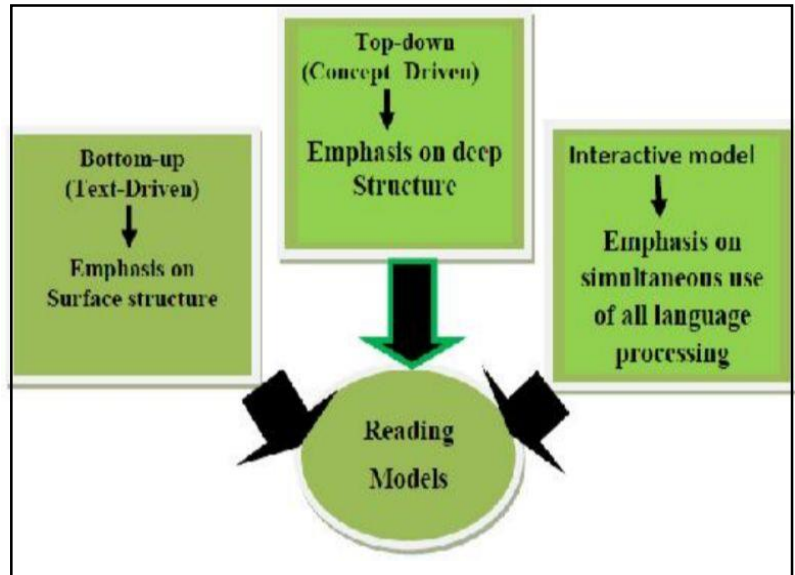 Bottom-up
(Text-Driven)
Emphasis on
Surface structure
Top-down
(Concept Driven)
Emphasis on deep
Structure
Interactive model
Emphasis on
simultaneous use
of all language
processing
Reading
Models